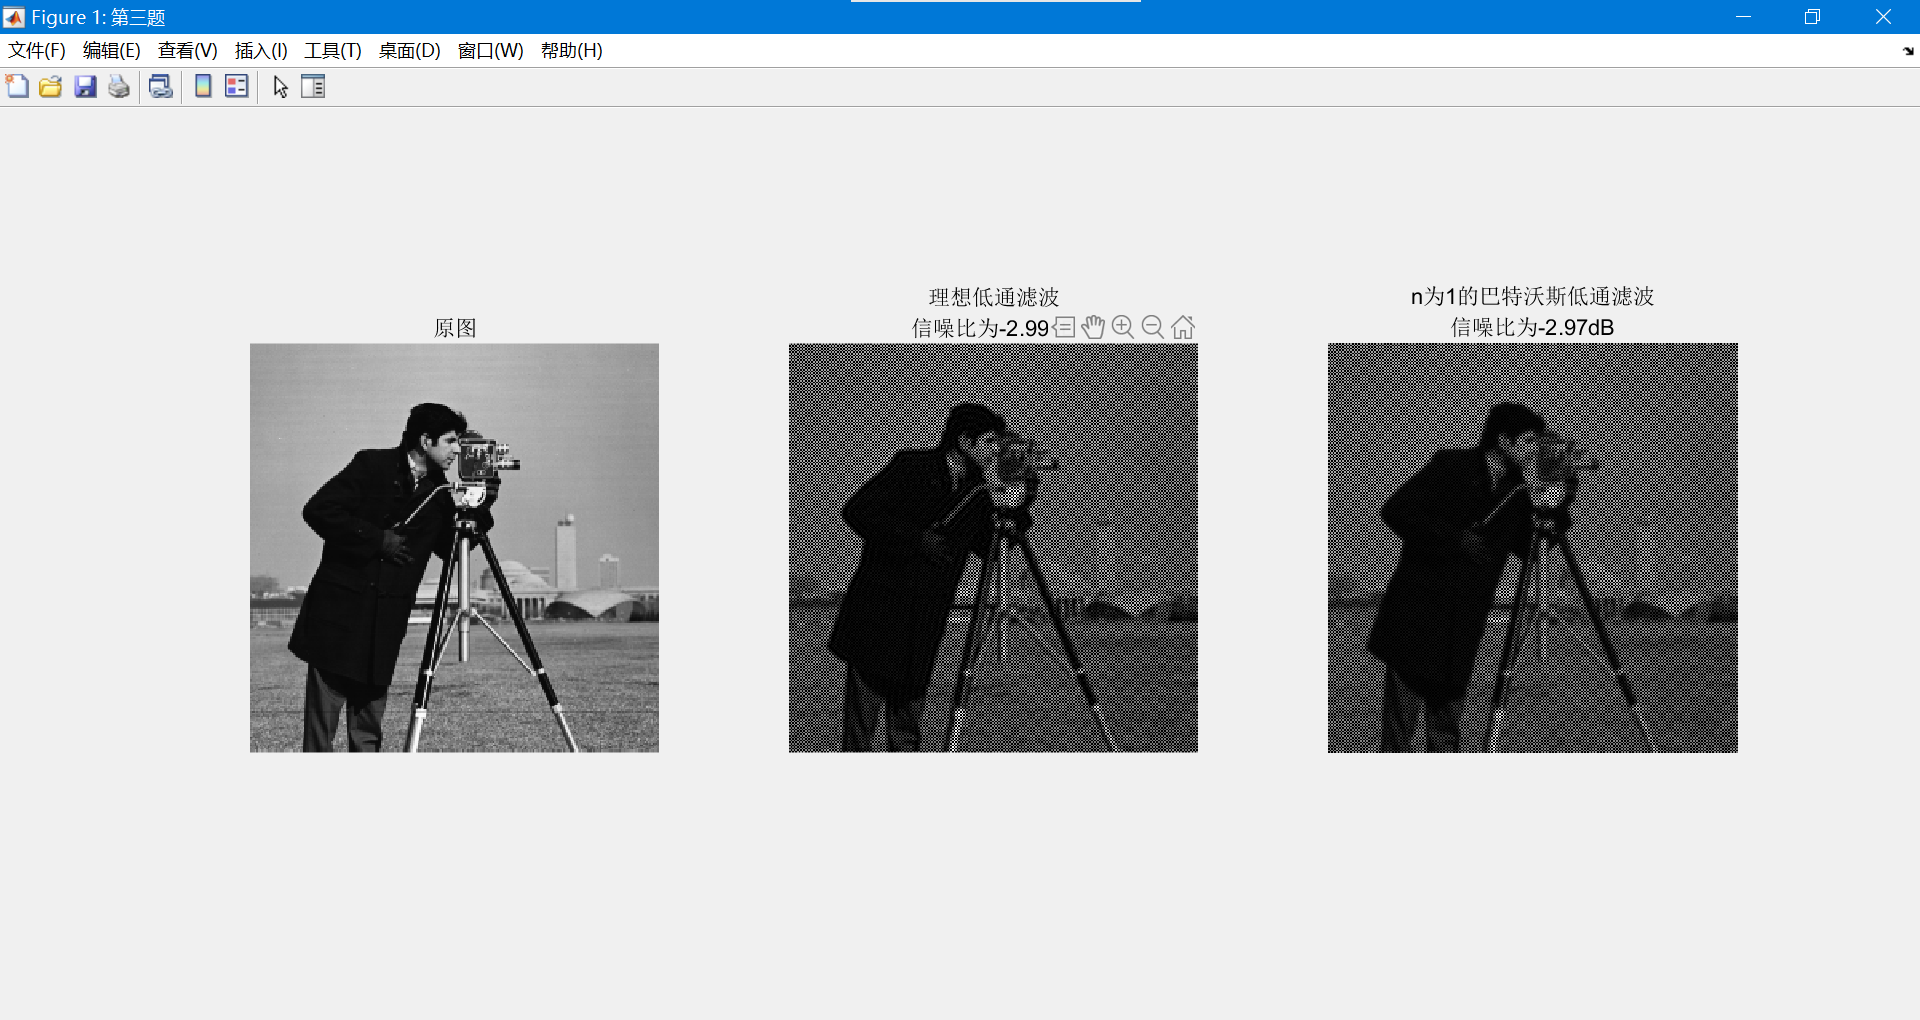 Figure 1: 第三题
文件(F) 编辑(E) 查看(V) 插入(I) 工具(T) 桌面(D) 窗口(W) 帮助(H)
原图
理想低通滤波
信噪比为-2.99
n为1的巴特沃斯低通滤波
信噪比为-2.97dB